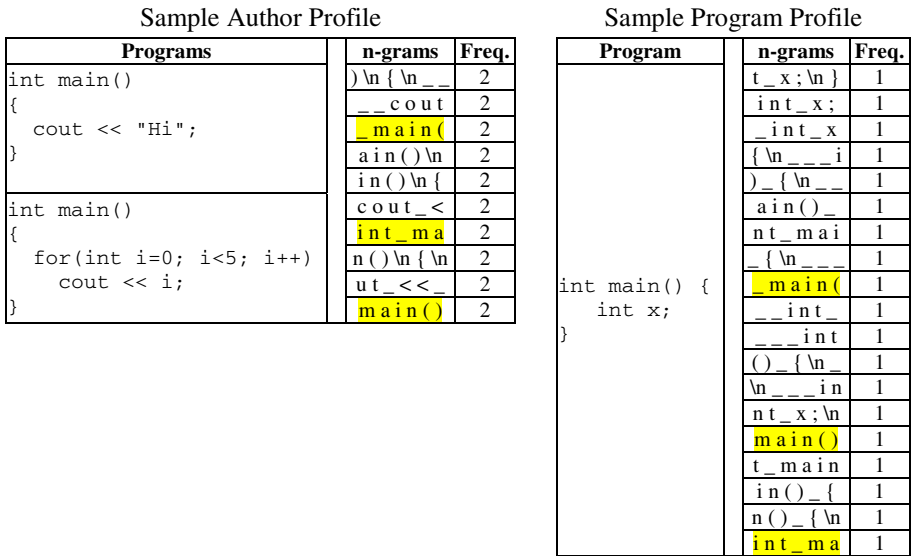 Sample Author Profile
Programs n-grams Freq.
int main()
{
  cout << "Hi";
}
int main()
{
  for(int i=0; i<5; i++)
    cout << i;
}
) \n { \n _ _ 2
_ _ c o u t 2
_ m a i n ( 2
a i n ( ) \n 2
i n ( ) \n { 2
c o u t _ < 2
i n t _ m a 2
n ( ) \n { \n 2
u t _ < < _ 2
m a i n ( ) 2
Sample Program Profile
Program n-grams Freq.
int main() {
   int x;
}
t _ x ; \n } 1
i n t _ x ; 1
_ i n t _ x 1
{ \n _ _ _ i 1
) _ { \n _ _ 1
a i n ( ) _ 1
n t _ m a i 1
_ { \n _ _ _ 1
_ m a i n ( 1
_ _ i n t _ 1
_ _ _ i n t 1
( ) _ { \n _ 1
\n _ _ _ i n 1
n t _ x ; \n 1
m a i n ( ) 1
t _ m a i n 1
i n ( ) _ { 1
n ( ) _ { \n 1
i n t _ m a 1